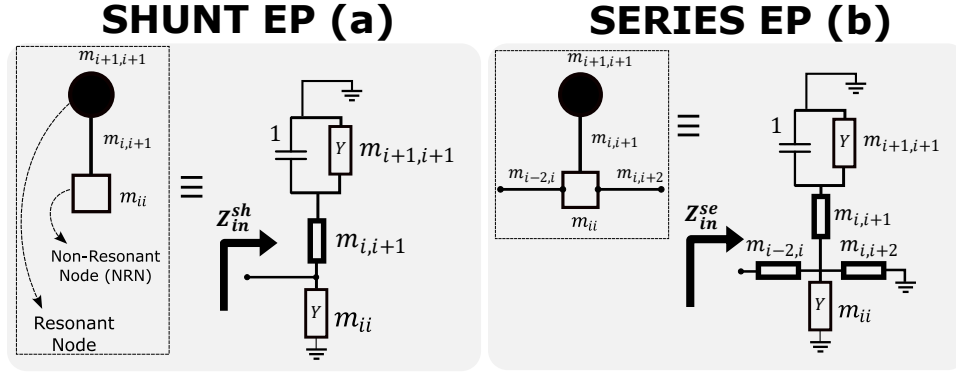 SHUNT EP (a)
m_{i+1,i+1}
m_{i,i+1}
m_{ii}
Non-Resonant
Node (NRN)
Resonant
Node
≡
1
Y
m_{i+1,i+1}
Z_{in}^{sh}
m_{i,i+1}
Y
m_{ii}
SERIES EP (b)
m_{i+1,i+1}
m_{i,i+1}
m_{i-2,i}
m_{i,i+2}
m_{ii}
≡
1
Y
m_{i+1,i+1}
Z_{in}^{se}
m_{i,i+1}
m_{i-2,i}
m_{i,i+2}
Y
m_{ii}